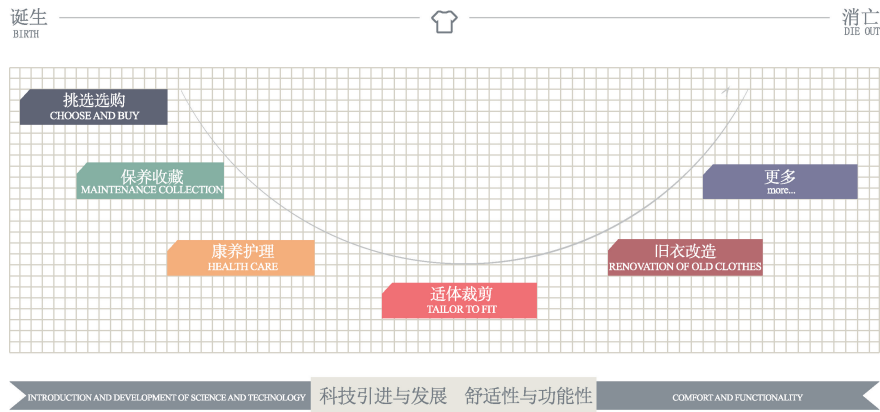 诞生
BIRTH
消亡
DIE OUT
挑选选购
CHOOSE AND BUY
保养收藏
MAINTENANCE COLLECTION
更多
more...
康养护理
HEALTH CARE
旧衣改造
RENOVATION OF OLD CLOTHES
适体裁剪
TAILOR TO FIT
INTRODUCTION AND DEVELOPMENT OF SCIENCE AND TECHNOLOGY
科技引进与发展 舒适性与功能性
COMFORT AND FUNCTIONALITY